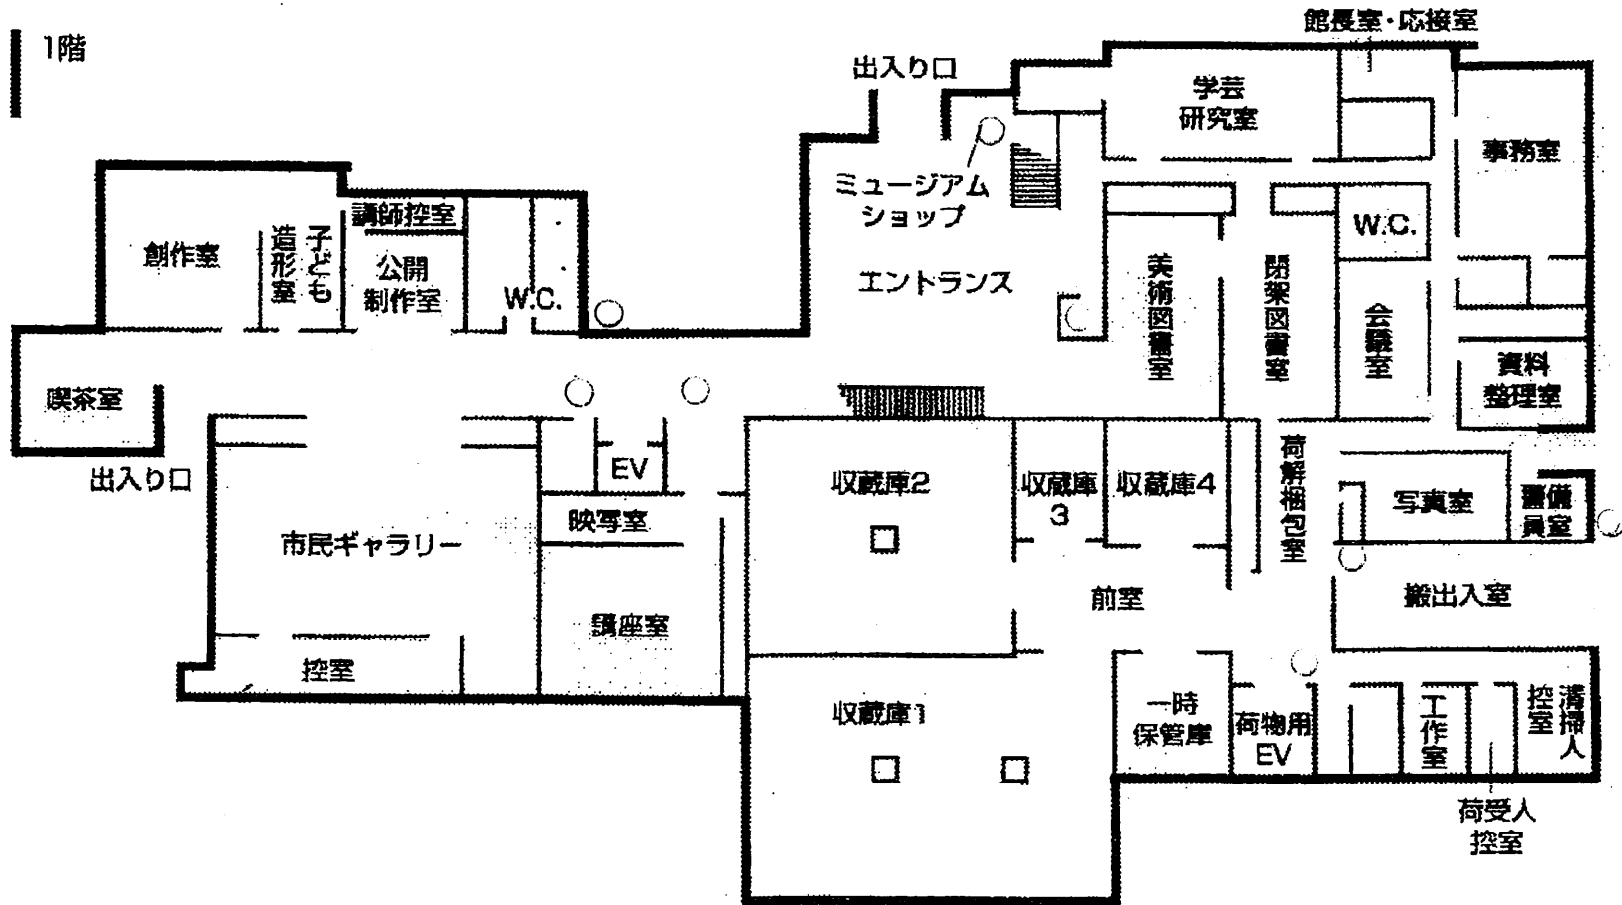 1階
館長室・応接室
出入り口
学芸
研究室
事務室
ミュージアム
ショップ
講師控室
創作室
子ども
造形室
公開
制作室
W.C.
エントランス
美術図書室
閉架図書室
W.C.
会議室
資料
整理室
喫茶室
出入り口
EV
映写室
市民ギャラリー
講座室
控室
収蔵庫2
収蔵庫
3
収蔵庫4
荷解梱包室
写真室
警備
員室
前室
搬出入室
収蔵庫1
一時
保管庫
荷物用
EV
工作室
清掃人
控室
荷受人
控室